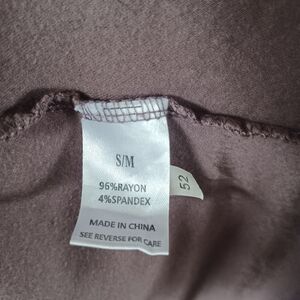 S/M
96%RAYON
4%SPANDEX
52
MADE IN CHINA
SEE REVERSE FOR CARE